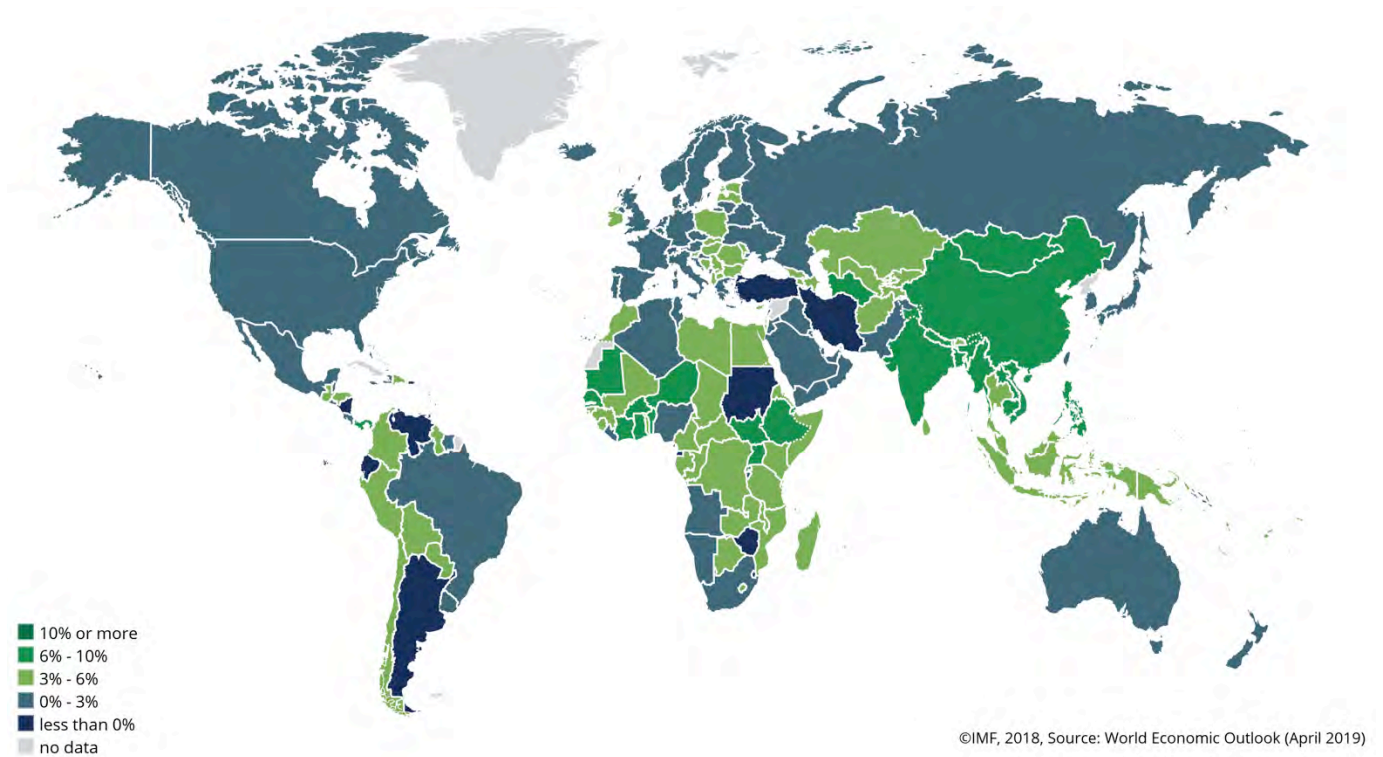 10% or more
6% - 10%
3% - 6%
0% - 3%
less than 0%
no data
©IMF, 2018, Source: World Economic Outlook (April 2019)